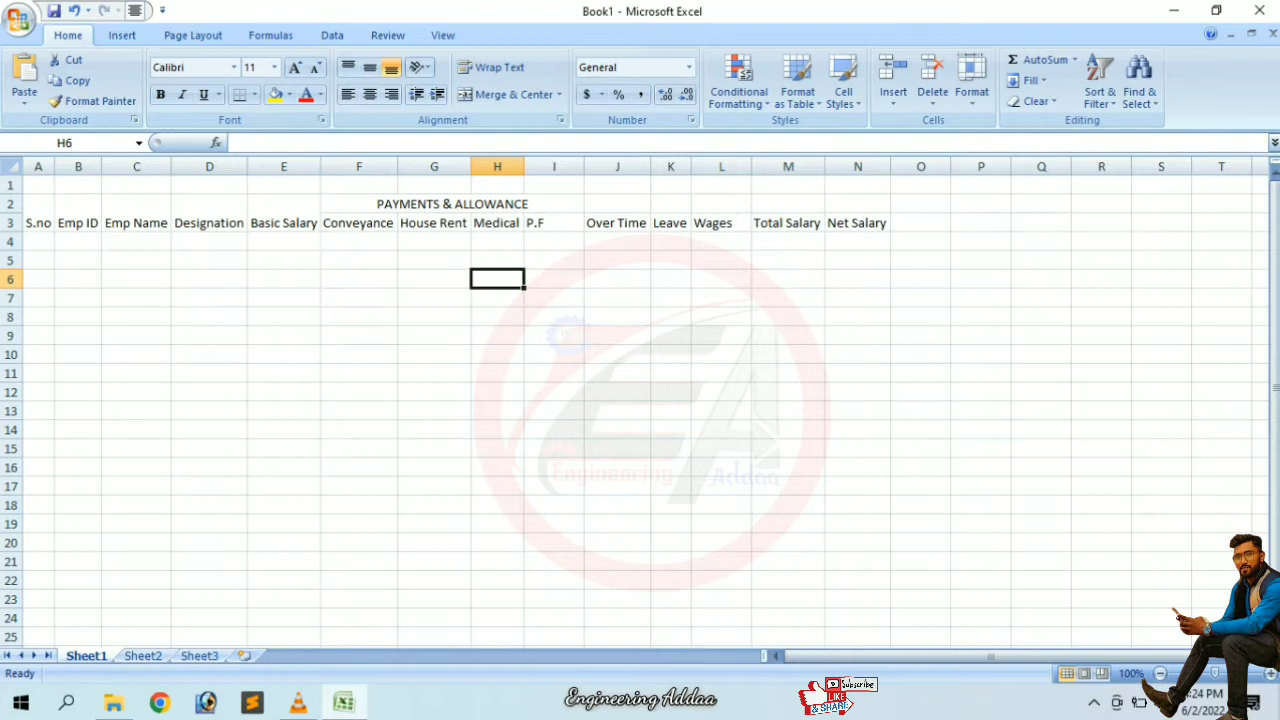 Book1 - Microsoft Excel
Home Insert Page Layout Formulas Data Review View
Cut
Copy
Format Painter
Paste
Clipboard
Calibri 11
B I U
Font
Wrap Text
Merge & Center
Alignment
General
$ % ,
Number
Conditional Formatting
Format as Table
Cell Styles
Styles
Insert Delete Format
Cells
AutoSum
Fill
Clear
Sort & Filter
Find & Select
Editing
H6 fx
A B C D E F G H I J K L M N O P Q R S T
1
2 PAYMENTS & ALLOWANCE
3 S.no Emp ID Emp Name Designation Basic Salary Conveyance House Rent Medical P.F Over Time Leave Wages Total Salary Net Salary
4
5
6
7
8
9
10
11
12
13
14
15
16
17
18
19
20
21
22
23
24
25
EA
Engineering Addaa
Sheet1 Sheet2 Sheet3
Ready 100%
Engineering Addaa
Subscribe
LIKE
& SHARE
:24 PM
6/2/2022